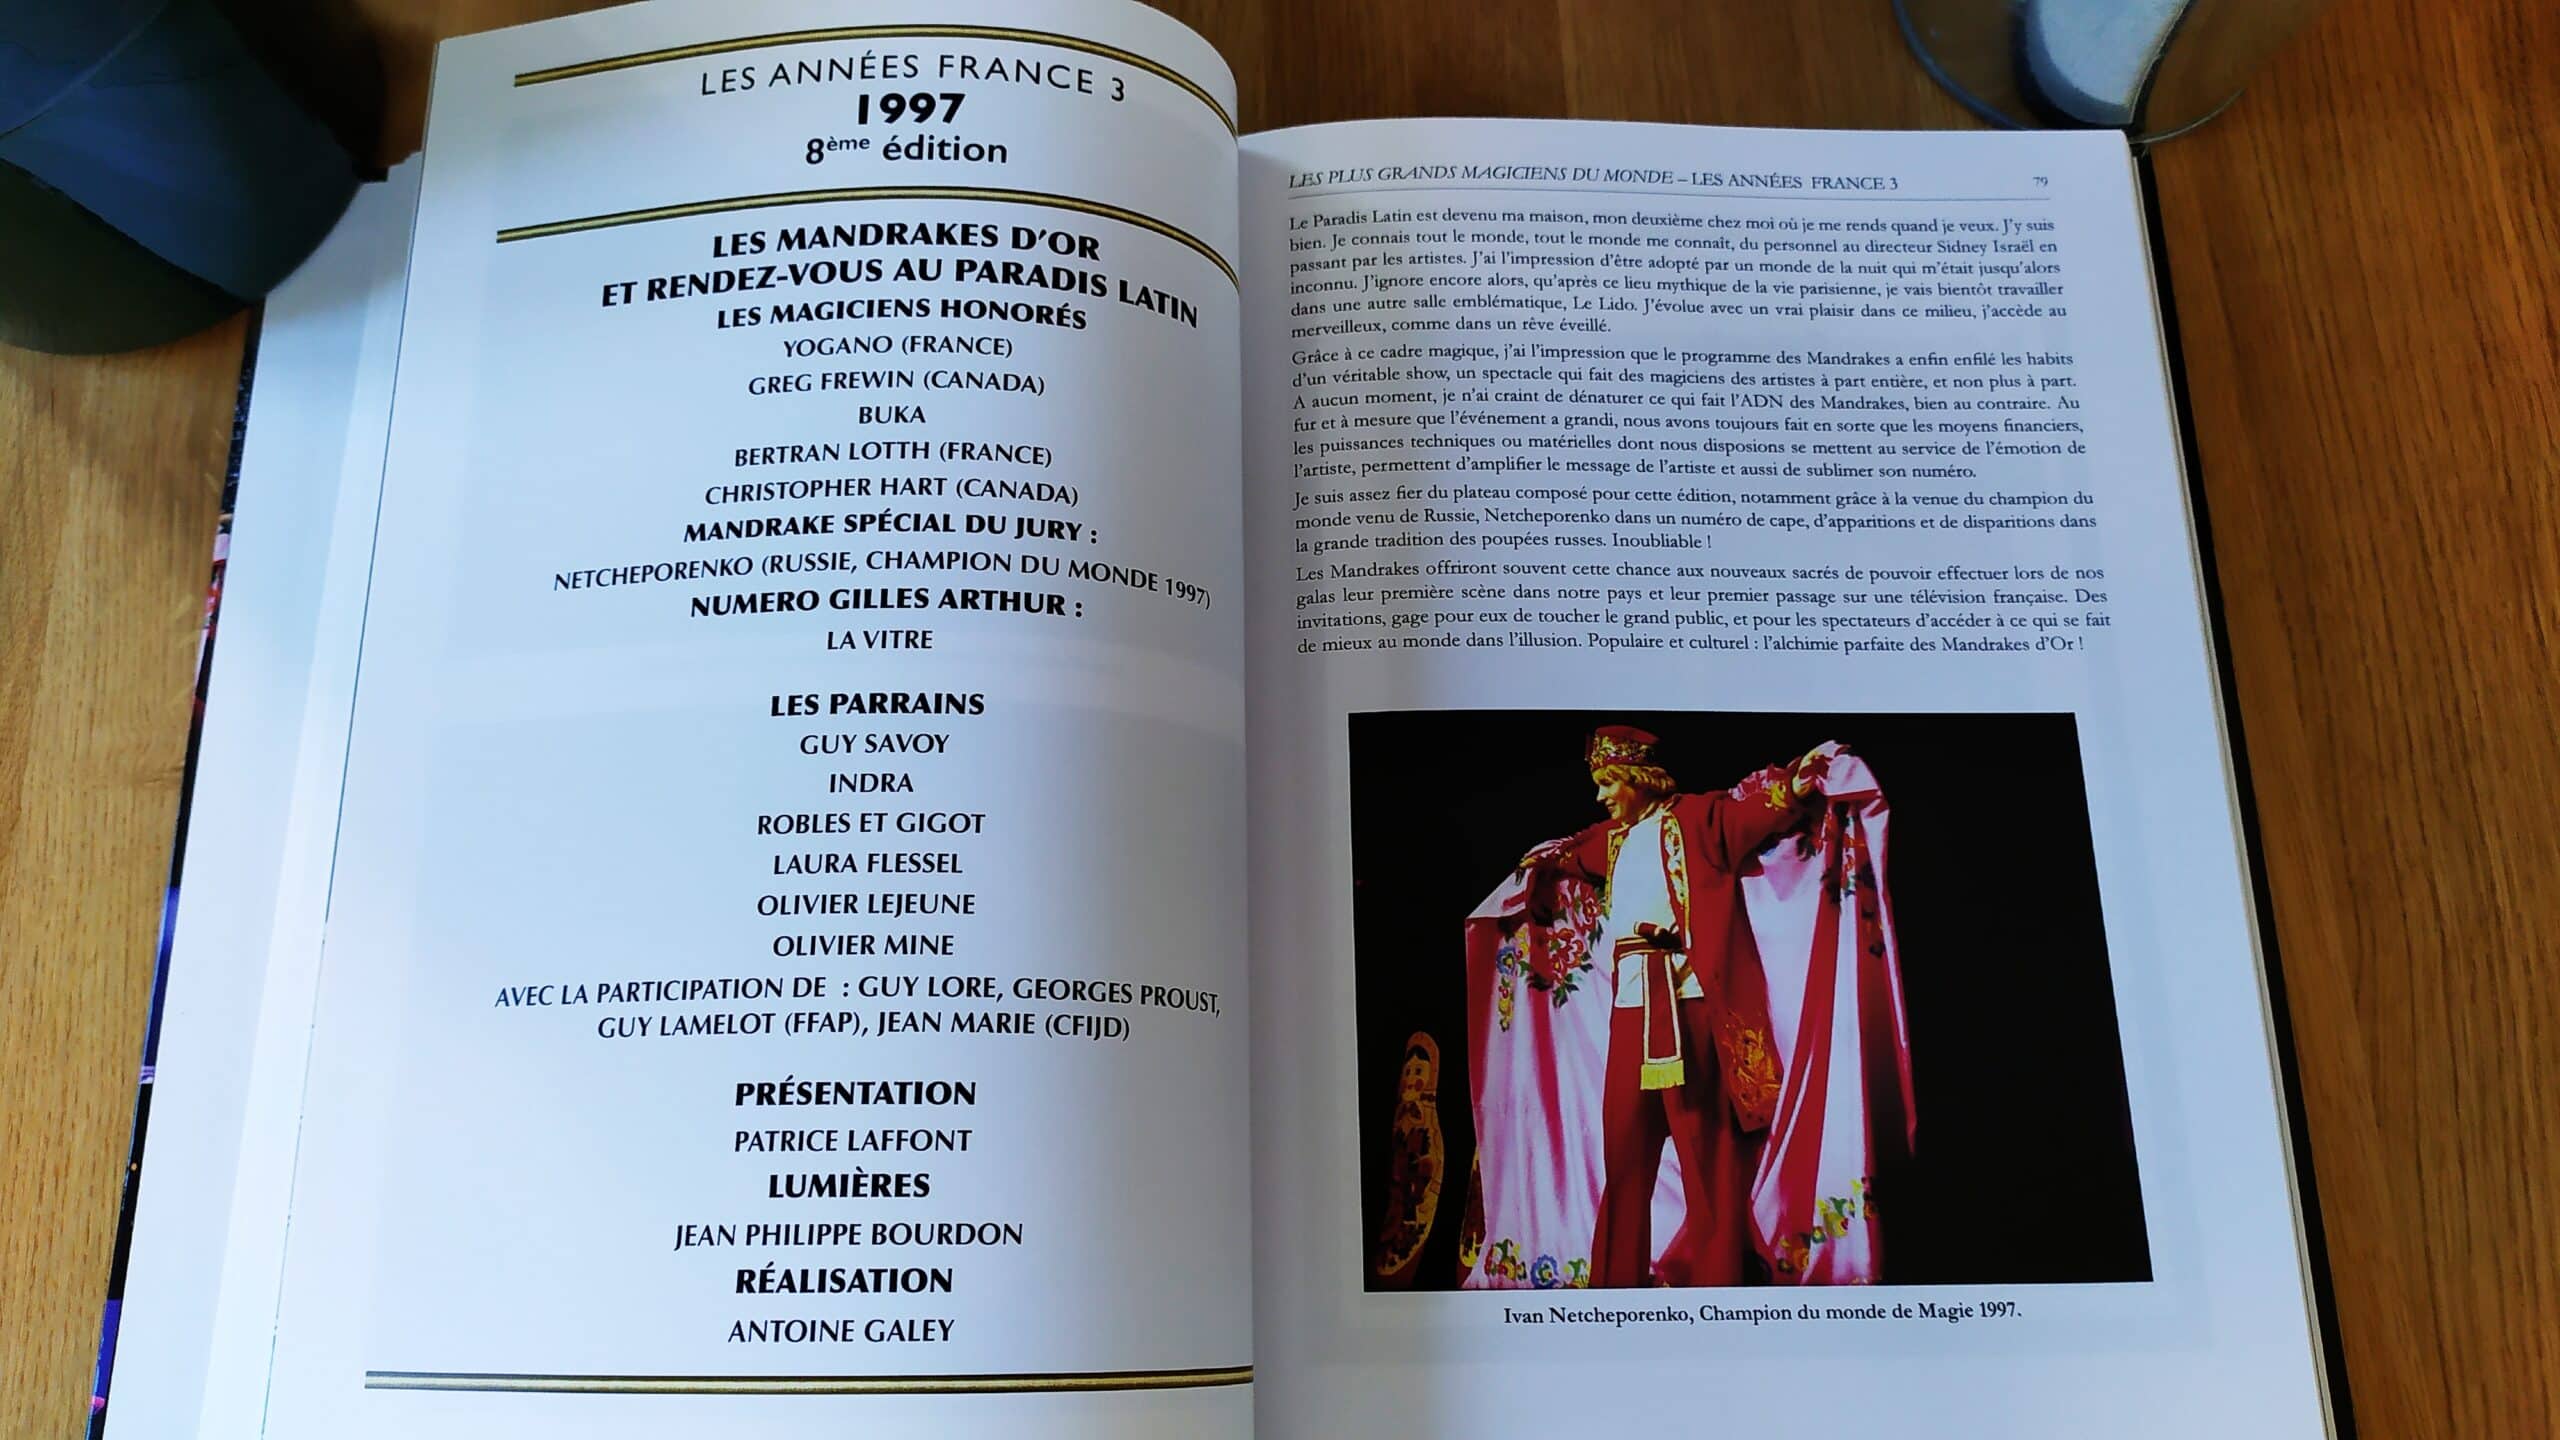 LES ANNÉES FRANCE 3
1997
8ème édition
LES MANDRAKES D'OR
ET RENDEZ-VOUS AU PARADIS LATIN
LES MAGICIENS HONORÉS
YOGANO (FRANCE)
GREG FREWIN (CANADA)
BUKA
BERTRAN LOTTH (FRANCE)
CHRISTOPHER HART (CANADA)
MANDRAKE SPÉCIAL DU JURY :
NETCHEPORENKO (RUSSIE, CHAMPION DU MONDE 1997)
NUMERO GILLES ARTHUR :
LA VITRE
LES PARRAINS
GUY SAVOY
INDRA
ROBLES ET GIGOT
LAURA FLESSEL
OLIVIER LEJEUNE
OLIVIER MINE
AVEC LA PARTICIPATION DE : GUY LORE, GEORGES PROUST,
GUY LAMELOT (FFAP), JEAN MARIE (CFIJD)
PRÉSENTATION
PATRICE LAFFONT
LUMIÈRES
JEAN PHILIPPE BOURDON
RÉALISATION
ANTOINE GALEY
LES PLUS GRANDS MAGICIENS DU MONDE – LES ANNÉES FRANCE 3 79
Le Paradis Latin est devenu ma maison, mon deuxième chez moi où je me rends quand je veux. J'y suis
bien. Je connais tout le monde, tout le monde me connaît, du personnel au directeur Sidney Israël en
passant par les artistes. J'ai l'impression d'être adopté par un monde de la nuit qui m'était jusqu'alors
inconnu. J'ignore encore alors, qu'après ce lieu mythique de la vie parisienne, je vais bientôt travailler
dans une autre salle emblématique, Le Lido. J'évolue avec un vrai plaisir dans ce milieu, j'accède au
merveilleux, comme dans un rêve éveillé.
Grâce à ce cadre magique, j'ai l'impression que le programme des Mandrakes a enfin enfilé les habits
d'un véritable show, un spectacle qui fait des magiciens des artistes à part entière, et non plus à part.
A aucun moment, je n'ai craint de dénaturer ce qui fait l'ADN des Mandrakes, bien au contraire. Au
fur et à mesure que l'événement a grandi, nous avons toujours fait en sorte que les moyens financiers,
les puissances techniques ou matérielles dont nous disposions se mettent au service de l'émotion de
l'artiste, permettent d'amplifier le message de l'artiste et aussi de sublimer son numéro.
Je suis assez fier du plateau composé pour cette édition, notamment grâce à la venue du champion du
monde venu de Russie, Netcheporenko dans un numéro de cape, d'apparitions et de disparitions dans
la grande tradition des poupées russes. Inoubliable !
Les Mandrakes offriront souvent cette chance aux nouveaux sacrés de pouvoir effectuer lors de nos
galas leur première scène dans notre pays et leur premier passage sur une télévision française. Des
invitations, gage pour eux de toucher le grand public, et pour les spectateurs d'accéder à ce qui se fait
de mieux au monde dans l'illusion. Populaire et culturel : l'alchimie parfaite des Mandrakes d'Or !
Ivan Netcheporenko, Champion du monde de Magie 1997.